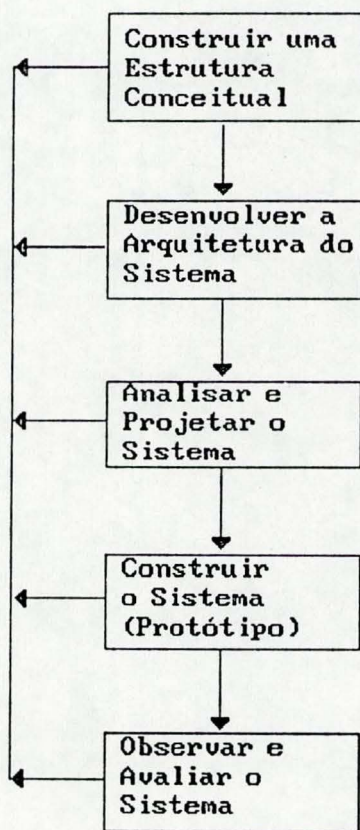 Construir uma
Estrutura
Conceitual
Desenvolver a
Arquitetura do
Sistema
Analisar e
Projetar o
Sistema
Construir
o Sistema
(Protótipo)
Observar e
Avaliar o
Sistema